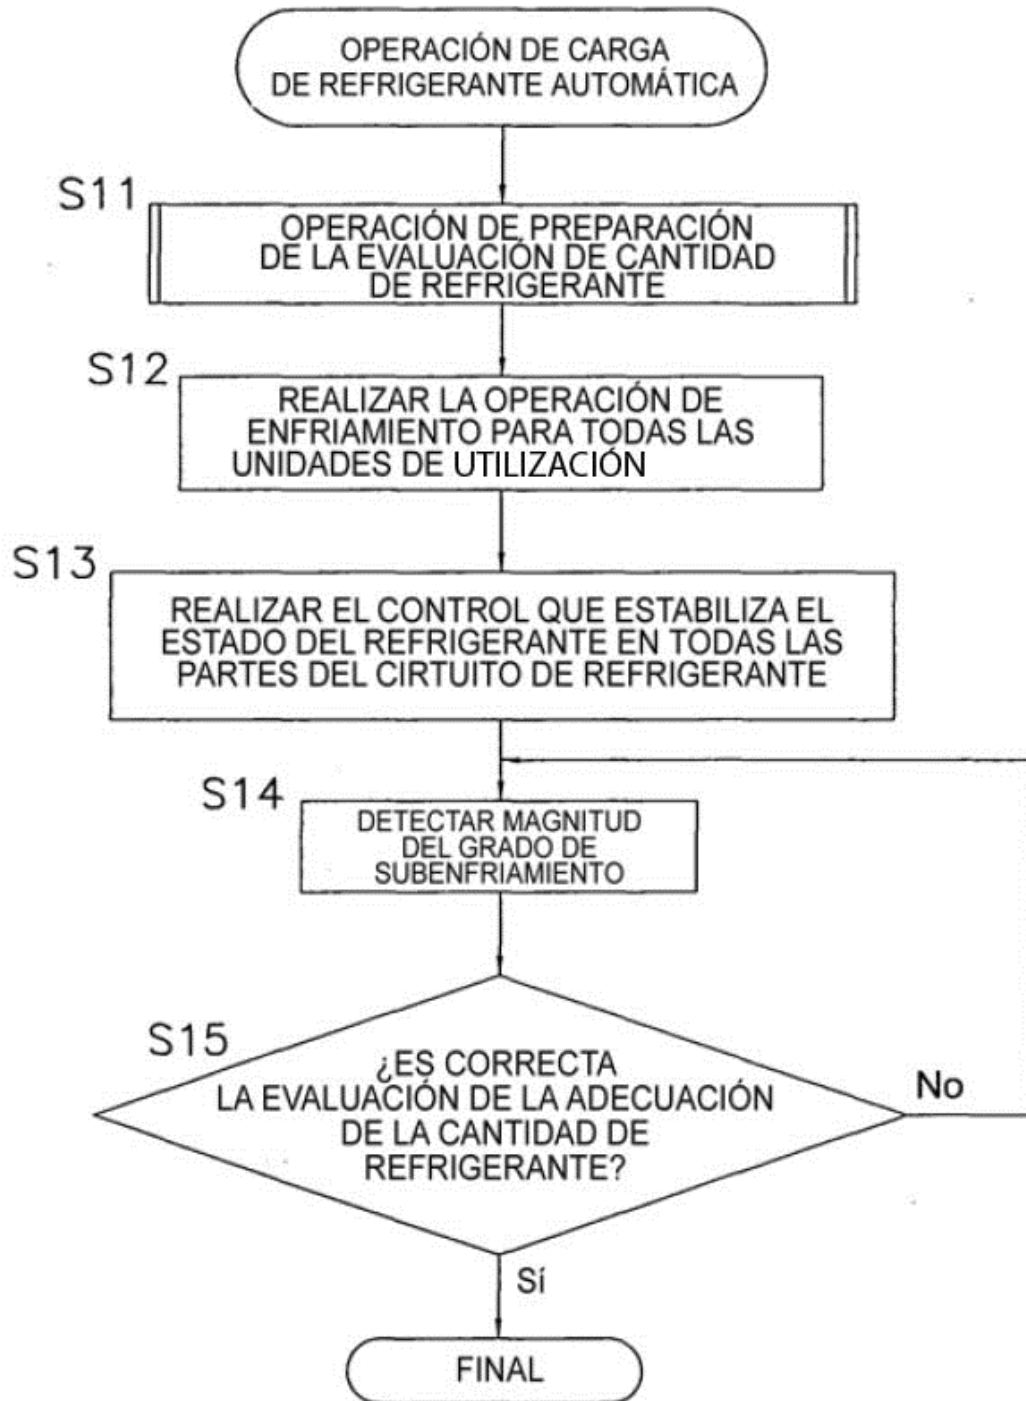 OPERACIÓN DE CARGA
DE REFRIGERANTE AUTOMÁTICA
S11
OPERACIÓN DE PREPARACIÓN
DE LA EVALUACIÓN DE CANTIDAD
DE REFRIGERANTE
S12
REALIZAR LA OPERACIÓN DE
ENFRIAMIENTO PARA TODAS LAS
UNIDADES DE UTILIZACIÓN
S13
REALIZAR EL CONTROL QUE ESTABILIZA EL
ESTADO DEL REFRIGERANTE EN TODAS LAS
PARTES DEL CIRTUITO DE REFRIGERANTE
S14
DETECTAR MAGNITUD
DEL GRADO DE
SUBENFRIAMIENTO
S15
¿ES CORRECTA
LA EVALUACIÓN DE LA ADECUACIÓN
DE LA CANTIDAD DE
REFRIGERANTE?
No
Sí
FINAL